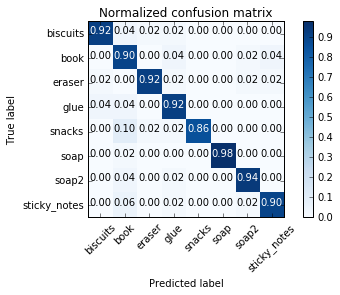 Normalized confusion matrix
True label
biscuits 0.92 0.04 0.02 0.02 0.00 0.00 0.00 0.00
book 0.00 0.90 0.00 0.04 0.00 0.00 0.02 0.04
eraser 0.02 0.00 0.92 0.02 0.00 0.00 0.02 0.02
glue 0.04 0.04 0.00 0.92 0.00 0.00 0.00 0.00
snacks 0.00 0.10 0.02 0.02 0.86 0.00 0.00 0.00
soap 0.00 0.02 0.00 0.00 0.00 0.98 0.00 0.00
soap2 0.00 0.04 0.00 0.02 0.00 0.00 0.94 0.00
sticky_notes 0.00 0.06 0.02 0.00 0.00 0.00 0.02 0.90
biscuits book eraser glue snacks soap soap2 sticky_notes
Predicted label
0.9
0.8
0.7
0.6
0.5
0.4
0.3
0.2
0.1
0.0